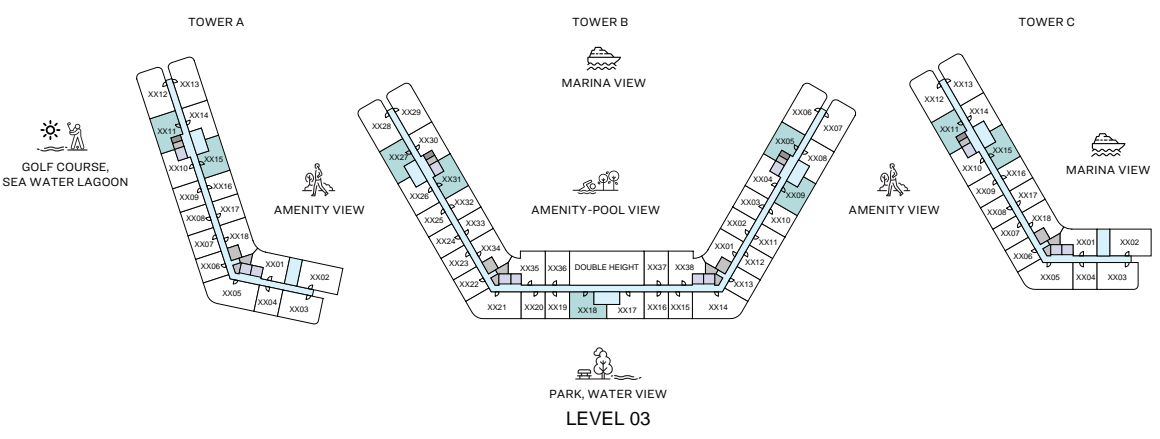 TOWER A
TOWER B
TOWER C
MARINA VIEW
GOLF COURSE,
SEA WATER LAGOON
AMENITY VIEW
AMENITY-POOL VIEW
AMENITY VIEW
MARINA VIEW
XX12
XX13
XX14
XX11
XX15
XX10
XX16
XX09
XX17
XX08
XX18
XX07
XX06
XX01
XX02
XX05
XX04
XX03
XX29
XX28
XX30
XX27
XX31
XX26
XX32
XX25
XX33
XX24
XX34
XX23
XX22
XX21
XX35
XX36
DOUBLE HEIGHT
XX37
XX38
XX20
XX19
XX18
XX17
XX16
XX15
XX14
XX06
XX07
XX05
XX08
XX04
XX09
XX03
XX10
XX02
XX11
XX01
XX12
XX13
XX13
XX12
XX14
XX11
XX15
XX10
XX16
XX09
XX17
XX08
XX18
XX07
XX06
XX01
XX02
XX05
XX04
XX03
PARK, WATER VIEW
LEVEL 03